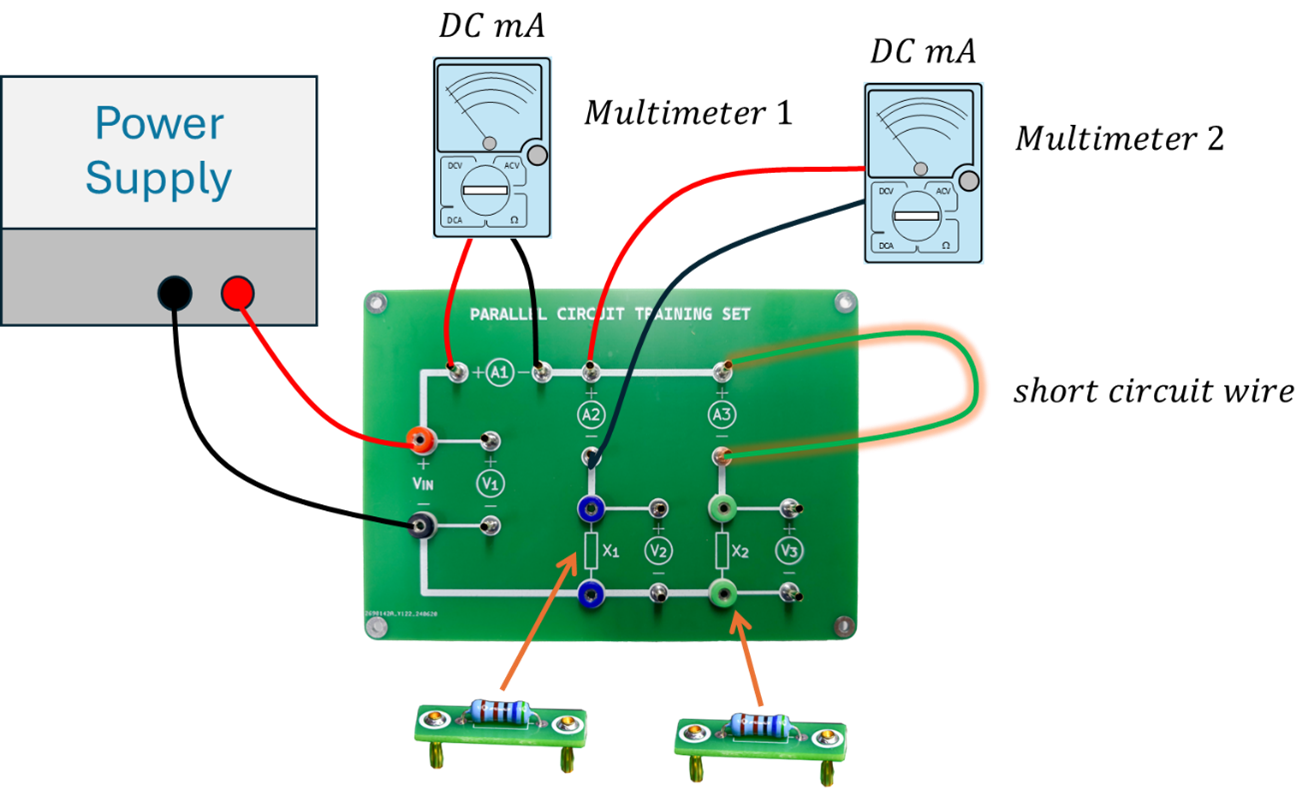 DC mA
DC mA
Power
Supply
Multimeter 1
Multimeter 2
DCV
ACV
DCA
Ω
DCV
ACV
DCA
Ω
PARALLEL CIRCUIT TRAINING SET
+ A1 −
+
A2
−
+
A3
−
short circuit wire
+
VIN
−
+
V1
−
X1
+
V2
−
X2
+
V3
−